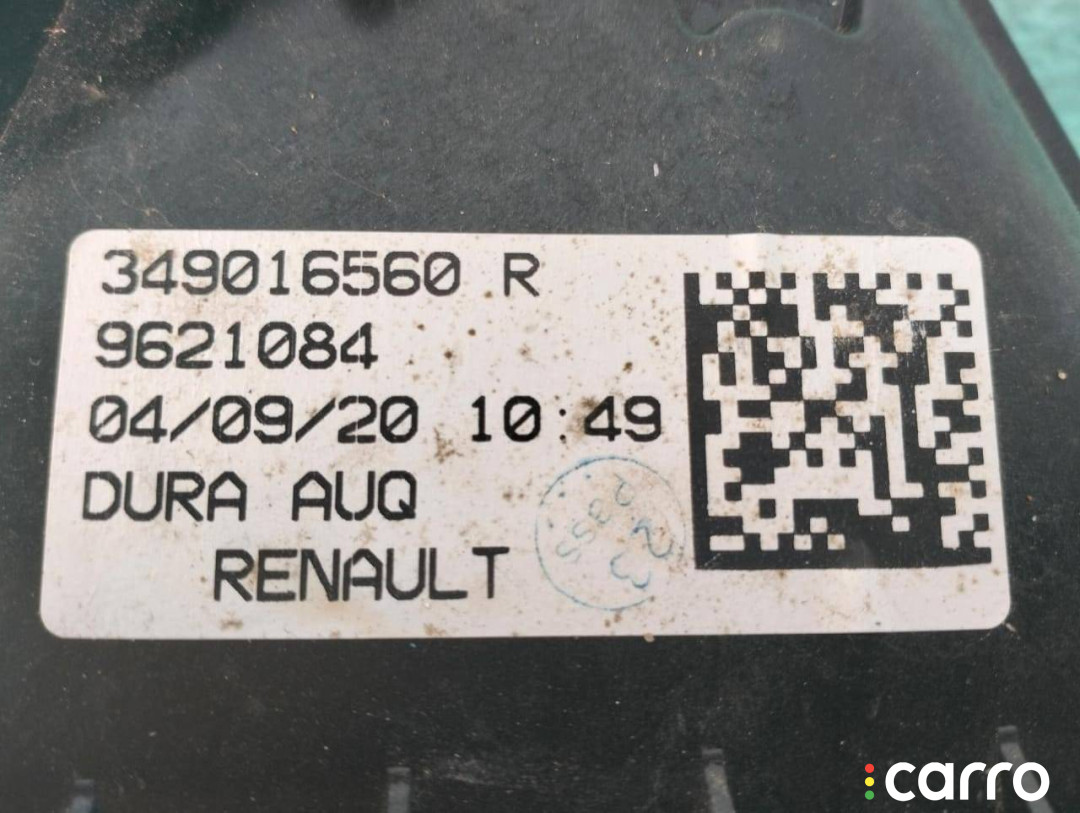 349016560 R
9621084
04/09/20 10:49
DURA AUQ
RENAULT
carro